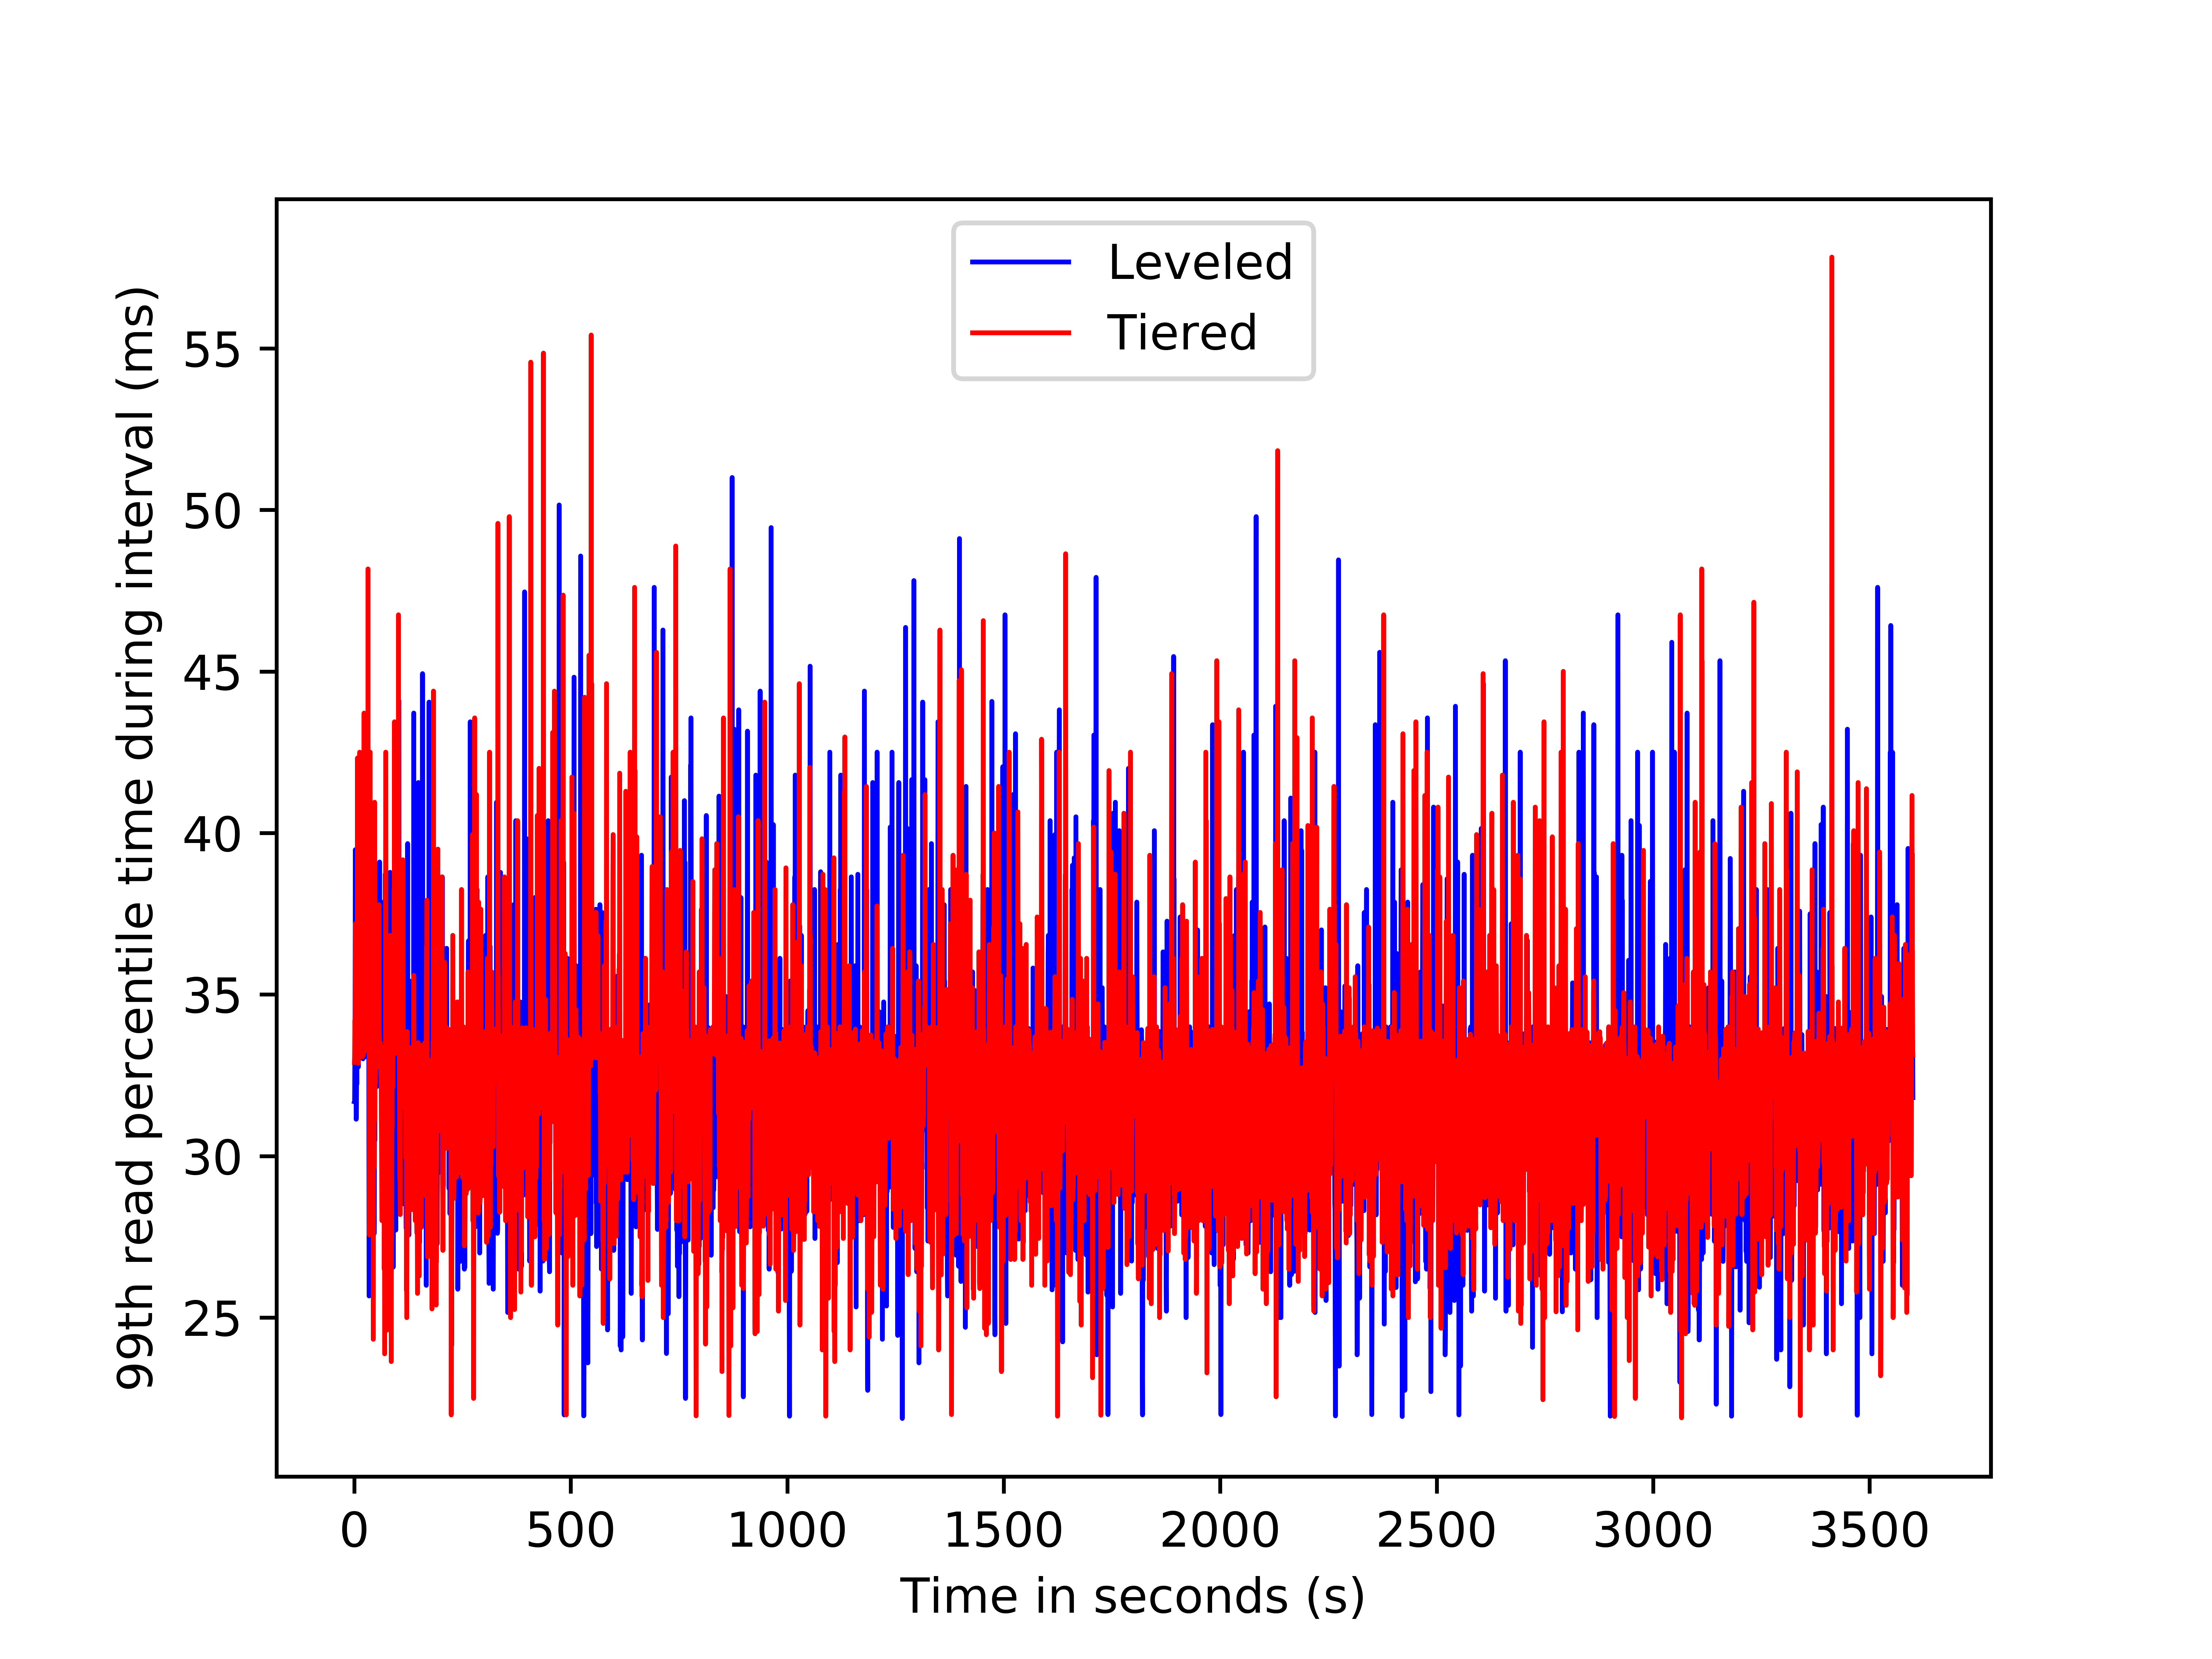 Leveled
Tiered
99th read percentile time during interval (ms)
55
50
45
40
35
30
25
0 500 1000 1500 2000 2500 3000 3500
Time in seconds (s)